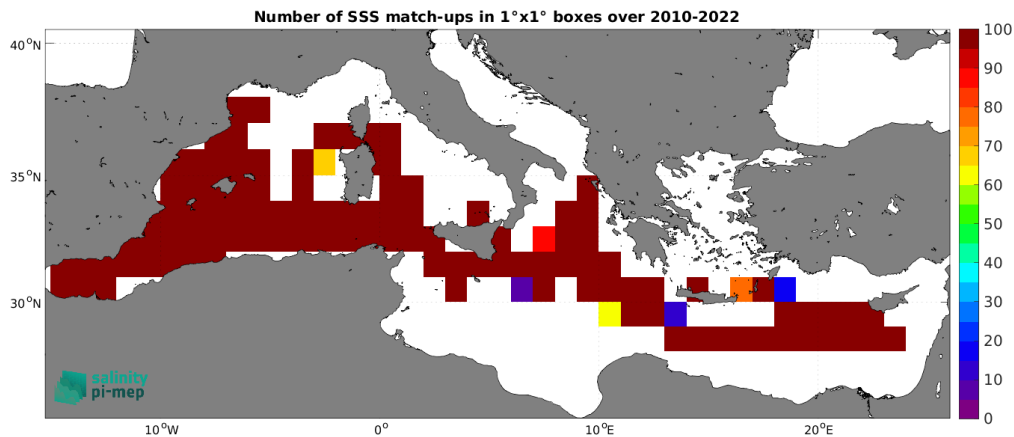 Number of SSS match-ups in 1°x1° boxes over 2010-2022
40°N
35°N
30°N
10°W
0°
10°E
20°E
100
90
80
70
60
50
40
30
20
10
0
salinity
pi-mep